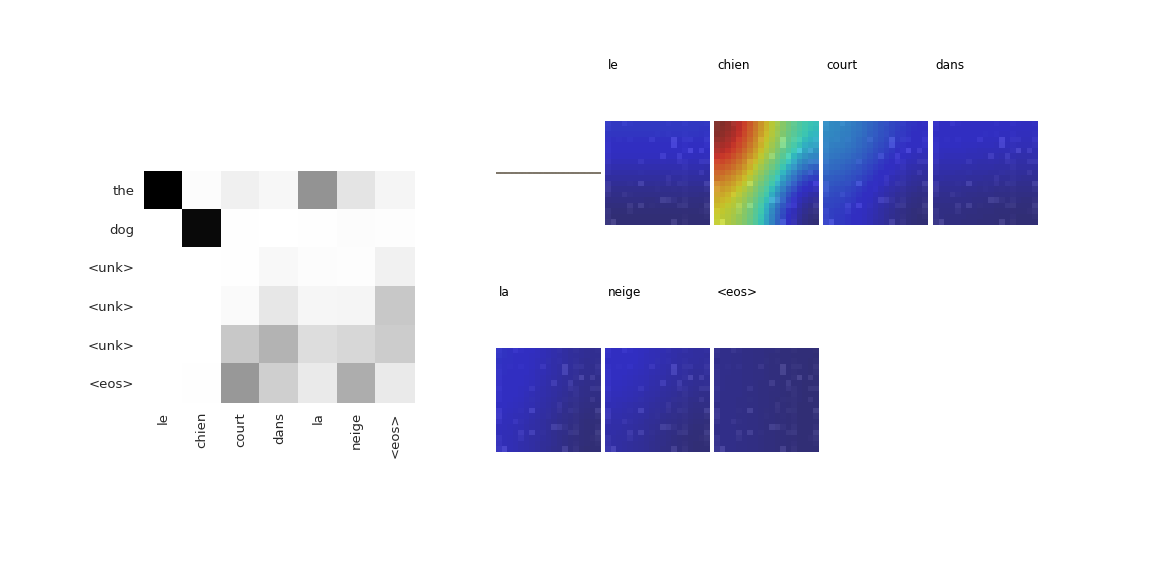 the
dog
<unk>
<unk>
<unk>
<eos>
le
chien
court
dans
la
neige
<eos>
le chien court dans
la neige <eos>